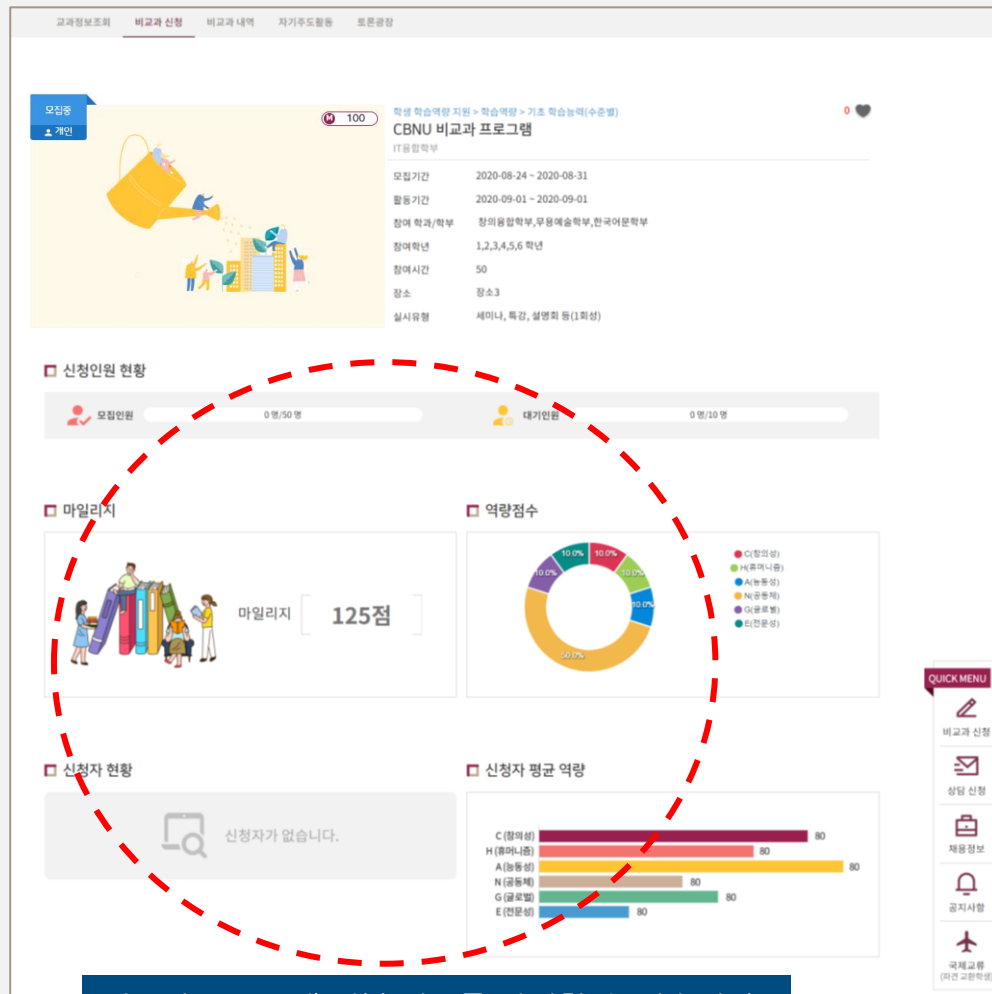 교과정보조회 비교과 신청 비교과 내역 자기주도활동 토론광장
모집중
개인
M 100
학생 학습역량 지원 > 학습역량 > 기초 학습능력(수준별)
0
CBNU 비교과 프로그램
IT융합학부
모집기간 2020-08-24 ~ 2020-08-31
활동기간 2020-09-01 ~ 2020-09-01
참여 학과/학부 창의융합학부,무용예술학부,한국어문학부
참여학년 1,2,3,4,5,6 학년
참여시간 50
장소 장소3
실시유형 세미나, 특강, 설명회 등(1회성)
신청인원 현황
모집인원 0 명/50 명 대기인원 0 명/10 명
마일리지
마일리지 125점
역량점수
10.0% 10.0%
10.0% 10.0%
10.0%
50.0%
C(창의성)
H(휴머니즘)
A(능동성)
N(공동체)
G(글로벌)
E(전문성)
신청자 현황
신청자가 없습니다.
신청자 평균 역량
C (창의성) 80
H (휴머니즘) 80
A (능동성) 80
N (공동체) 80
G (글로벌) 80
E (전문성) 80
QUICK MENU
비교과 신청
상담 신청
채용정보
공지사항
국제교류
(파견 교환학생)